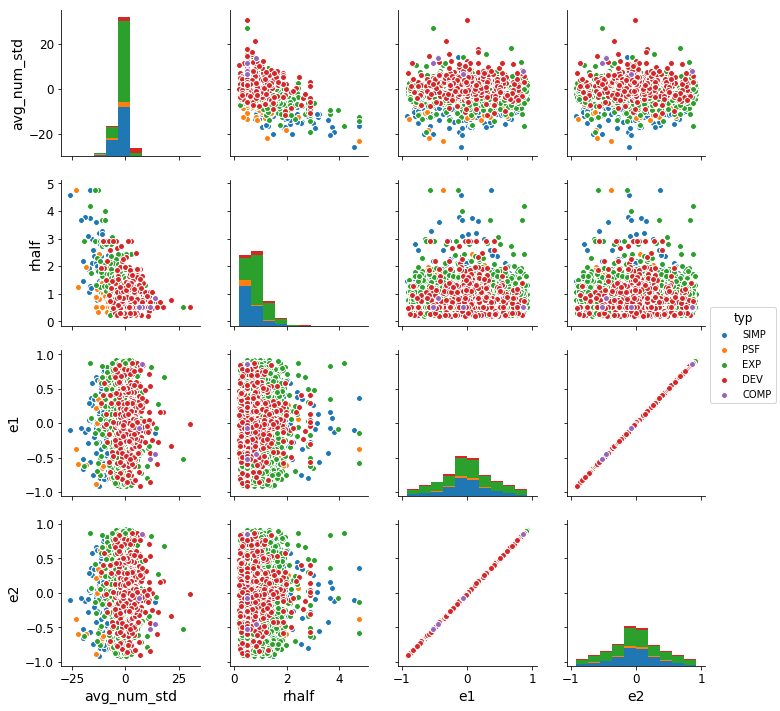 avg_num_std
20
0
−20
rhalf
5
4
3
2
1
0
typ
SIMP
PSF
EXP
DEV
COMP
e1
1.0
0.5
0.0
−0.5
−1.0
e2
1.0
0.5
0.0
−0.5
−1.0
−25 0 25 0 2 4 −1 0 1 −1 0 1
avg_num_std rhalf e1 e2